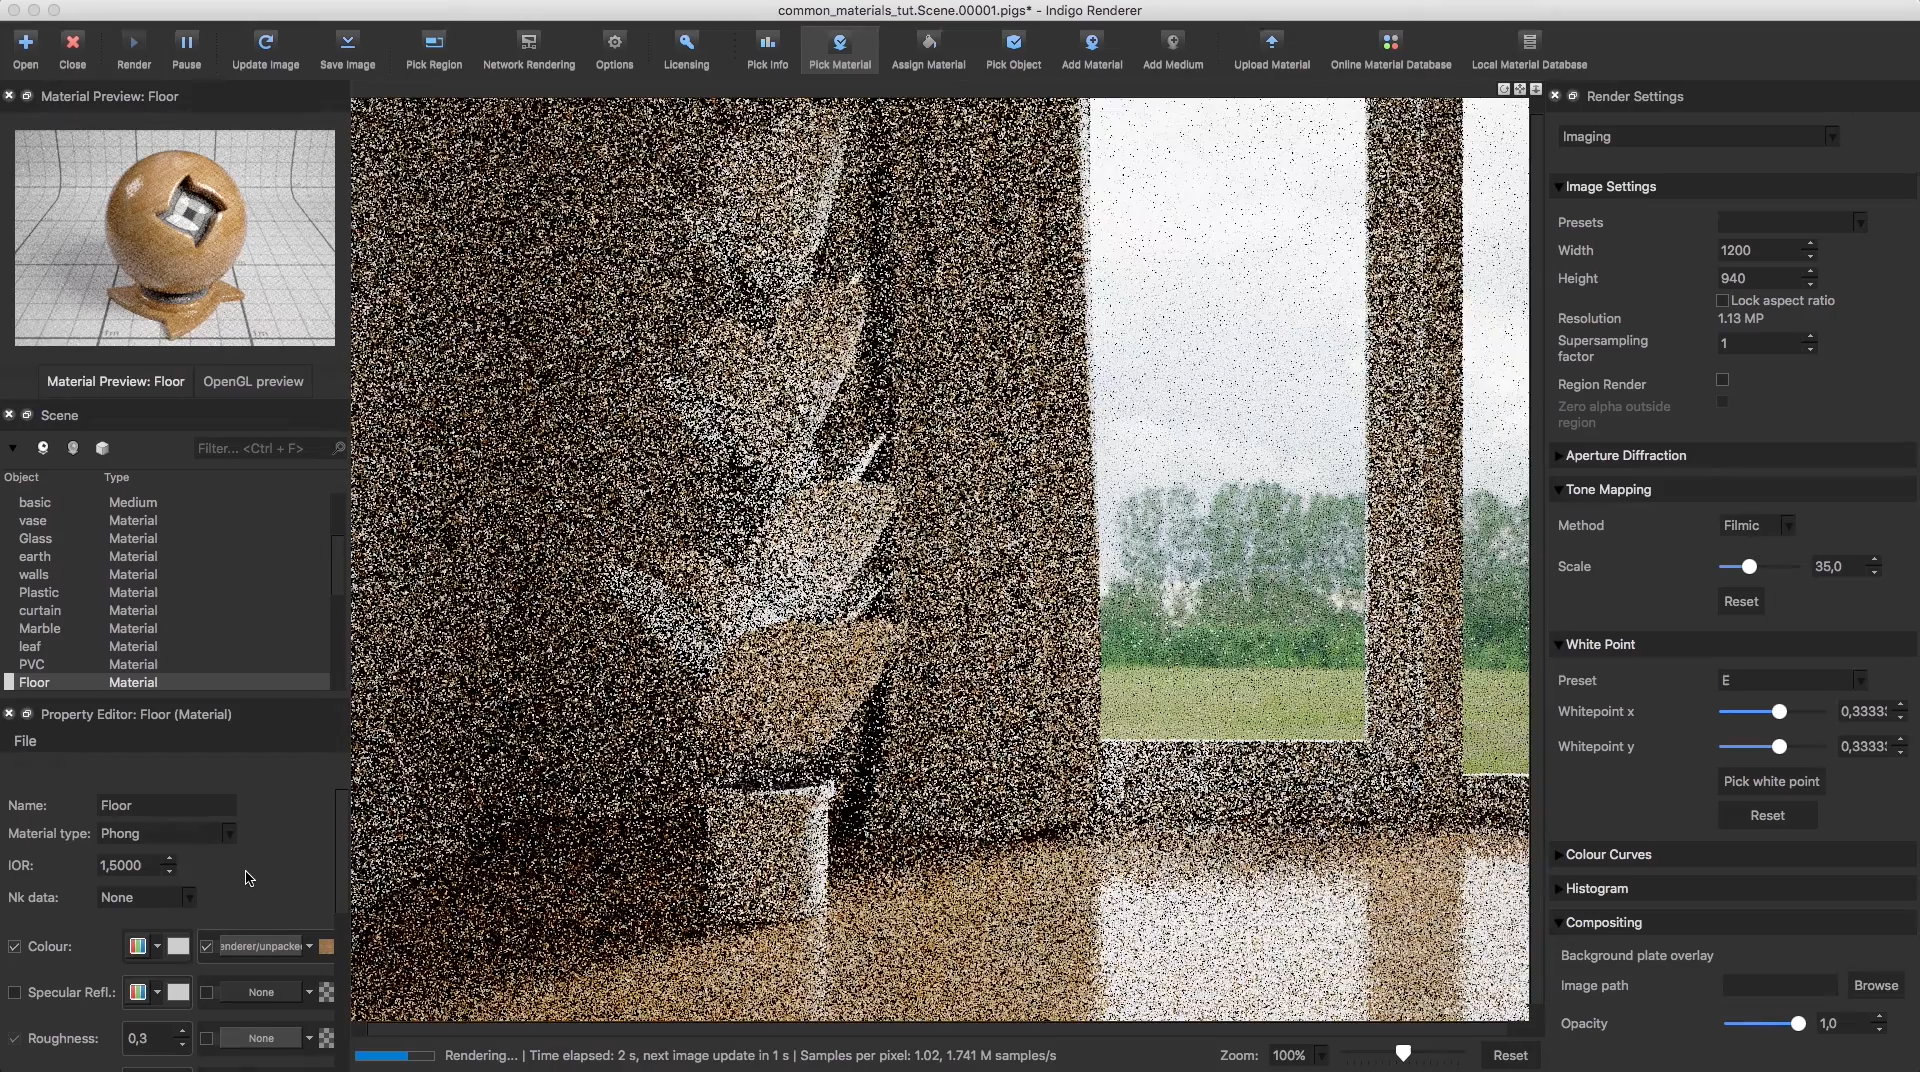 common_materials_tut.Scene.00001.pigs* - Indigo Renderer
Open Close Render Pause Update Image Save Image Pick Region Network Rendering Options Licensing Pick Info Pick Material Assign Material Pick Object Add Material Add Medium Upload Material Online Material Database Local Material Database
Material Preview: Floor
Material Preview: Floor OpenGL preview
Scene
Filter... <Ctrl + F>
Object Type
basic Medium
vase Material
Glass Material
earth Material
walls Material
Plastic Material
curtain Material
Marble Material
leaf Material
PVC Material
Floor Material
Property Editor: Floor (Material)
File
Name: Floor
Material type: Phong
IOR: 1,5000
Nk data: None
Colour: enderer/unpacke
Specular Refl.: None
Roughness: 0,3 None
Rendering... | Time elapsed: 2 s, next image update in 1 s | Samples per pixel: 1.02, 1.741 M samples/s
Zoom: 100% Reset
Render Settings
Imaging
Image Settings
Presets
Width 1200
Height 940
Lock aspect ratio
Resolution 1.13 MP
Supersampling
factor 1
Region Render
Zero alpha outside
region
Aperture Diffraction
Tone Mapping
Method Filmic
Scale 35,0
Reset
White Point
Preset E
Whitepoint x 0,3333
Whitepoint y 0,3333
Pick white point
Reset
Colour Curves
Histogram
Compositing
Background plate overlay
Image path Browse
Opacity 1,0